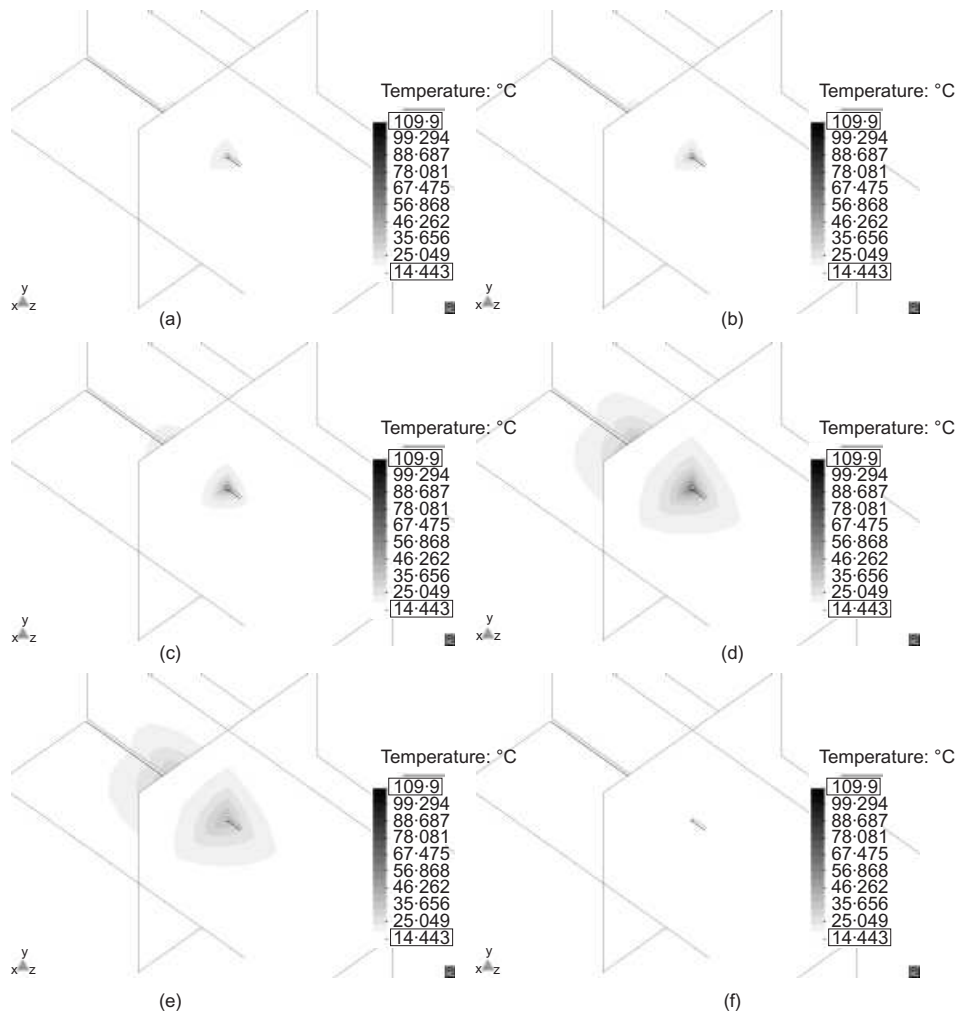 Temperature: °C
109·9
99·294
88·687
78·081
67·475
56·868
46·262
35·656
25·049
14·443
y
x z
(a)
Temperature: °C
109·9
99·294
88·687
78·081
67·475
56·868
46·262
35·656
25·049
14·443
y
x z
(b)
Temperature: °C
109·9
99·294
88·687
78·081
67·475
56·868
46·262
35·656
25·049
14·443
y
x z
(c)
Temperature: °C
109·9
99·294
88·687
78·081
67·475
56·868
46·262
35·656
25·049
14·443
y
x z
(d)
Temperature: °C
109·9
99·294
88·687
78·081
67·475
56·868
46·262
35·656
25·049
14·443
y
x z
(e)
Temperature: °C
109·9
99·294
88·687
78·081
67·475
56·868
46·262
35·656
25·049
14·443
y
x z
(f)